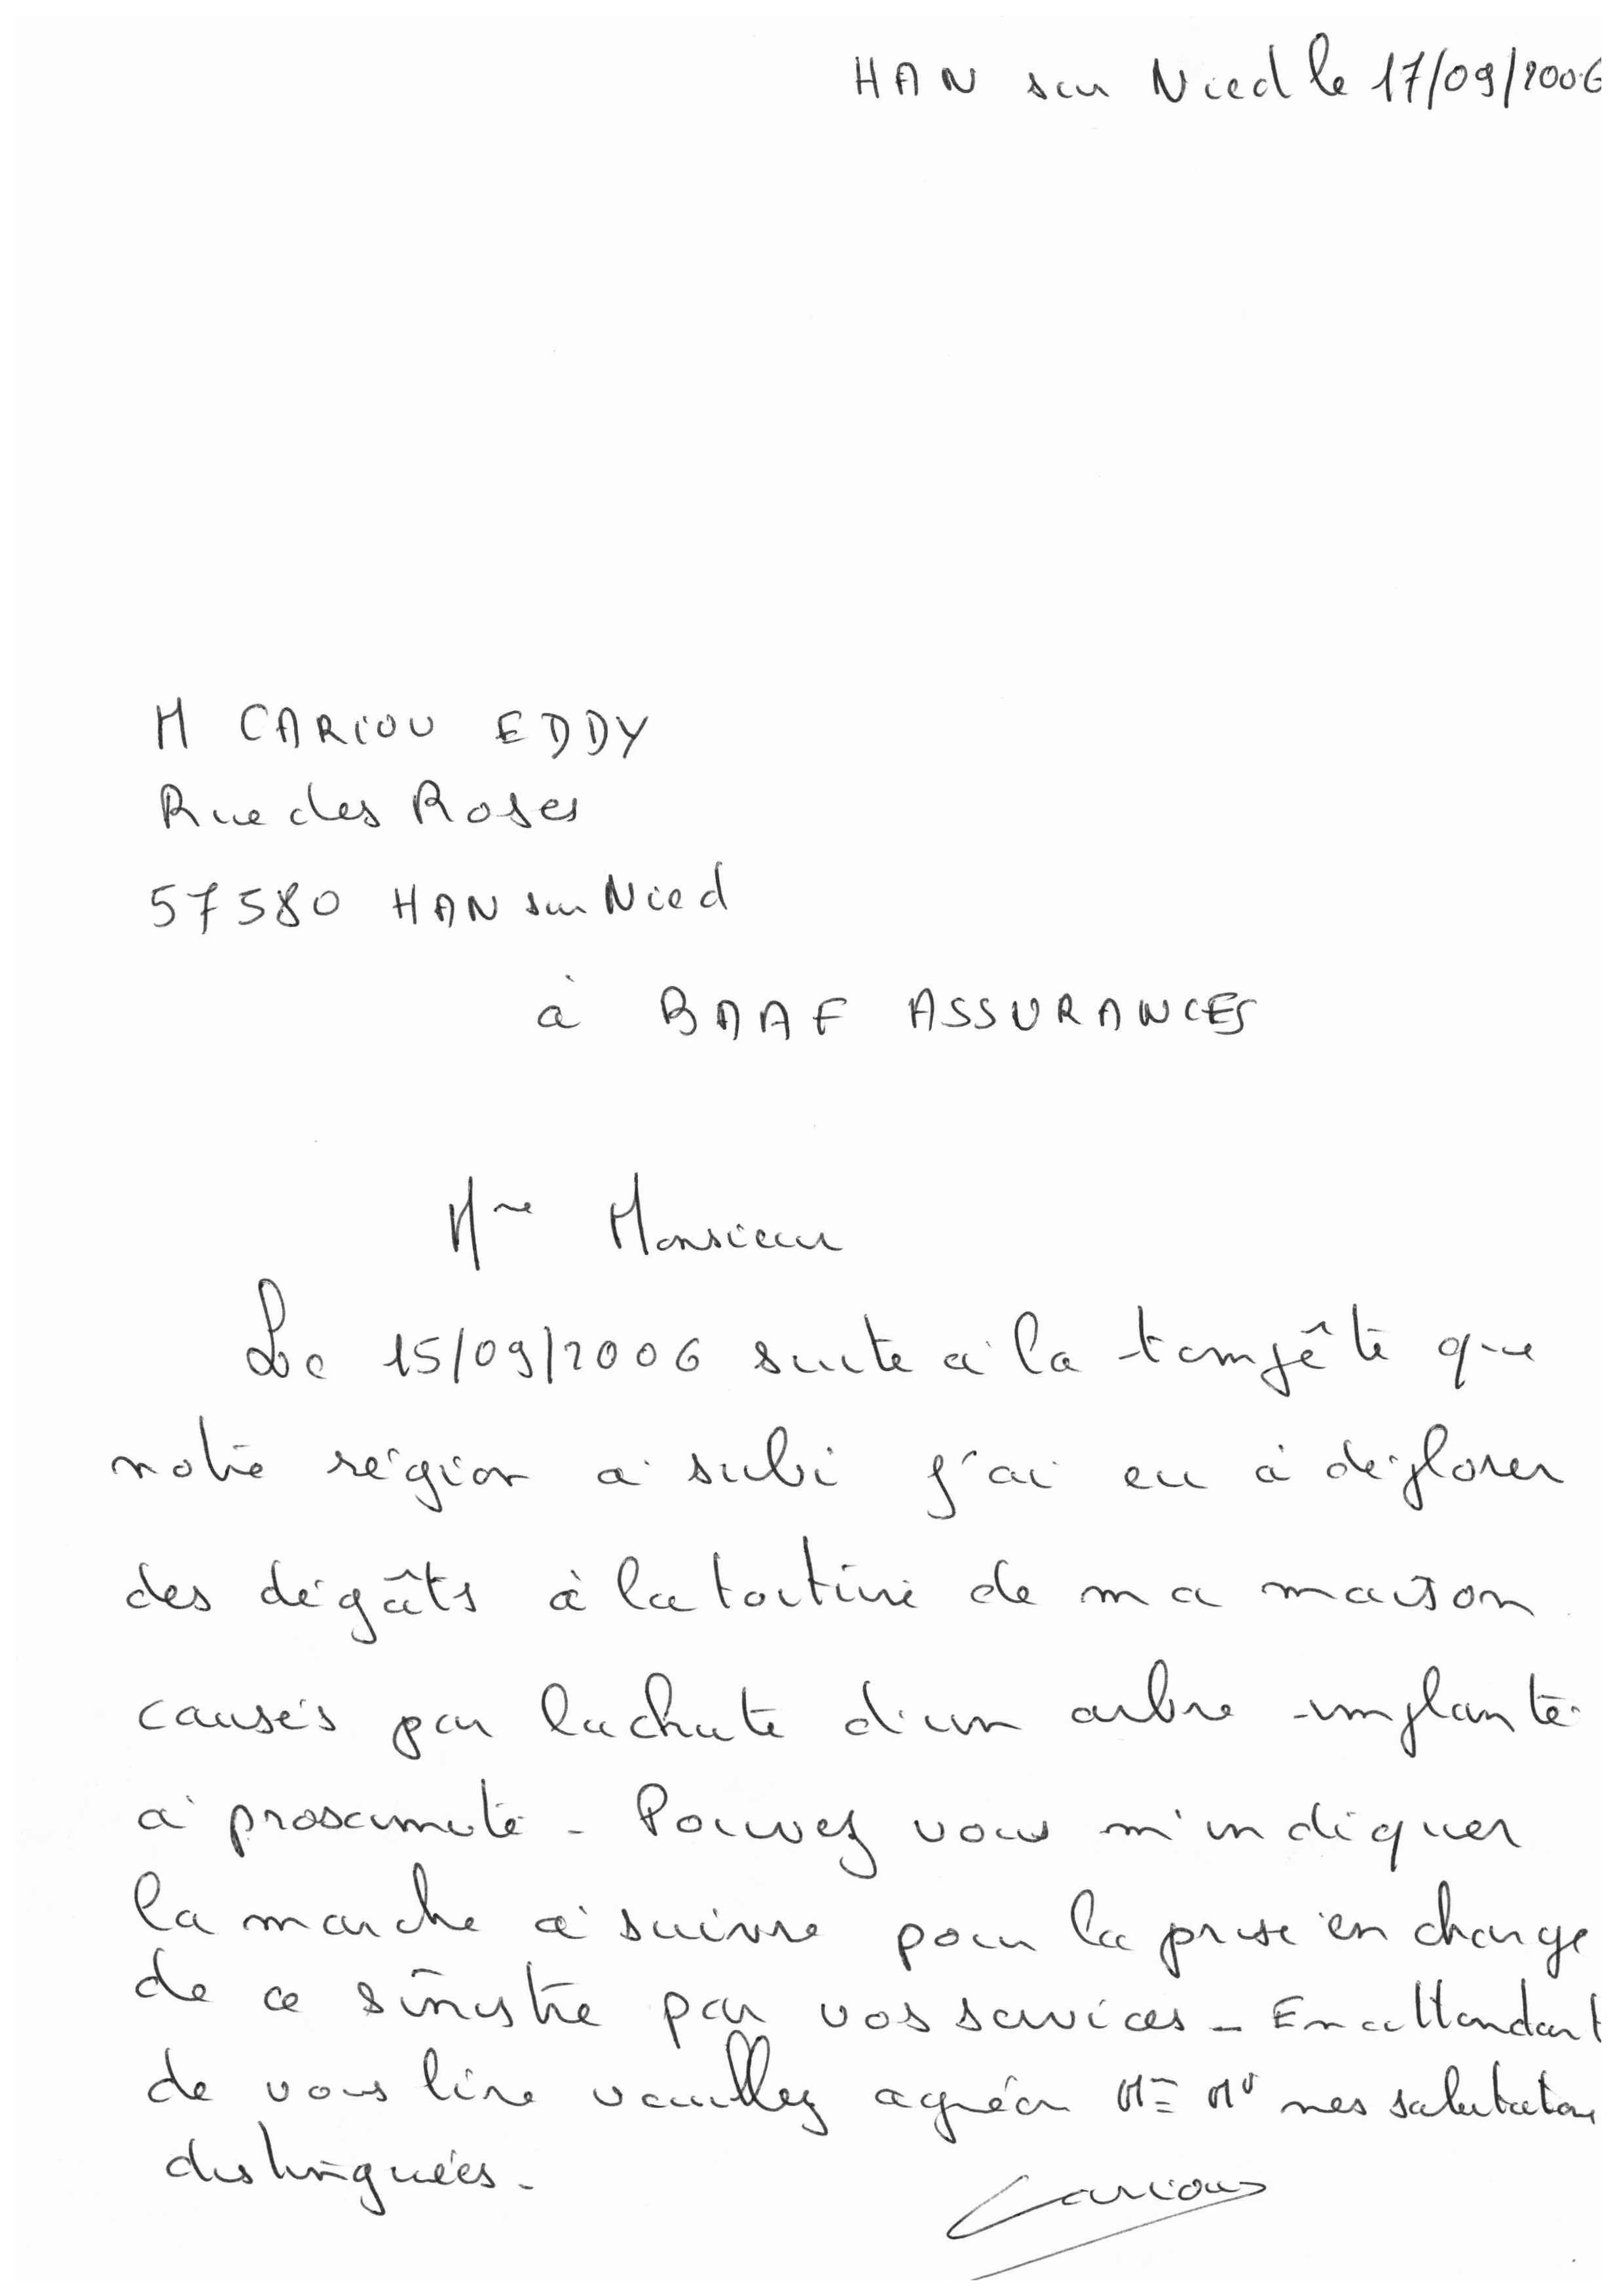 HAN sur Nied le 17/09/2006
M CARIOU EDDY
Rue des Roses
57580 HAN sur Nied
à BAAF ASSURANCES
Mme Monsieur
Le 15/09/2006 suite à la tempête que
notre région a subi j'ai eu à déplorer
des dégâts à la toiture de ma maison
causés par la chute d'un arbre implanté
à proximité - Pouvez vous m'indiquer
la marche à suivre pour la prise en charge
de ce sinistre par vos services - En attendant
de vous lire veuillez agréer Mme Mr mes salutations
distinguées -
Cariou